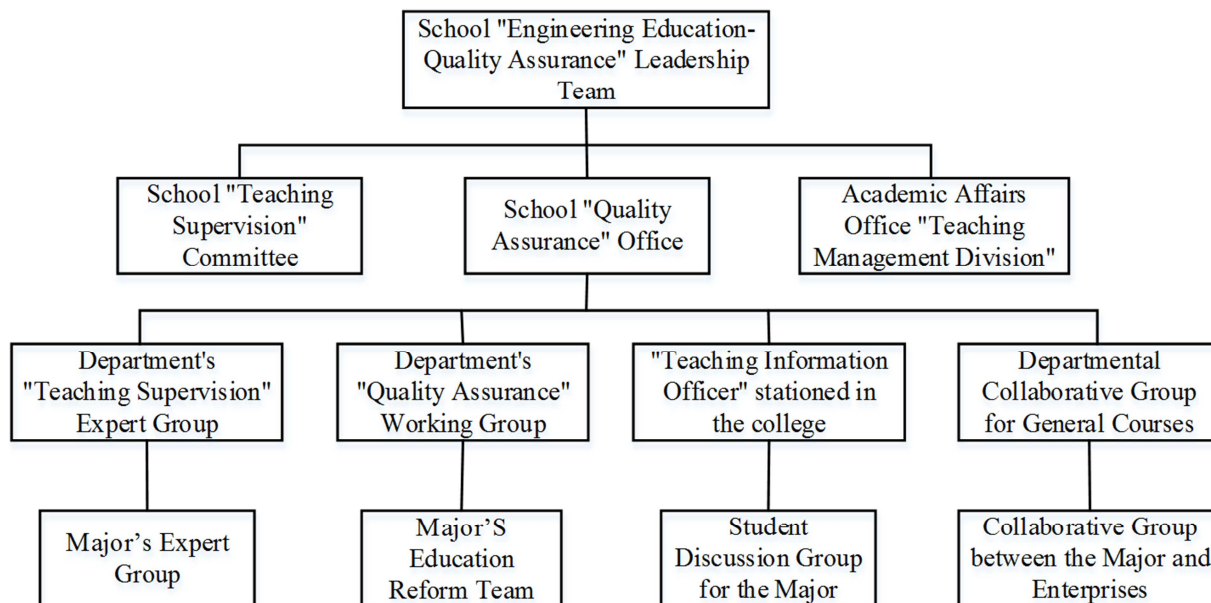 School "Engineering Education-
Quality Assurance" Leadership
Team
School "Teaching
Supervision"
Committee
School "Quality
Assurance" Office
Academic Affairs
Office "Teaching
Management Division"
Department's
"Teaching Supervision"
Expert Group
Department's
"Quality Assurance"
Working Group
"Teaching Information
Officer" stationed in
the college
Departmental
Collaborative Group
for General Courses
Major’s Expert
Group
Major’S
Education
Reform Team
Student
Discussion Group
for the Major
Collaborative Group
between the Major and
Enterprises